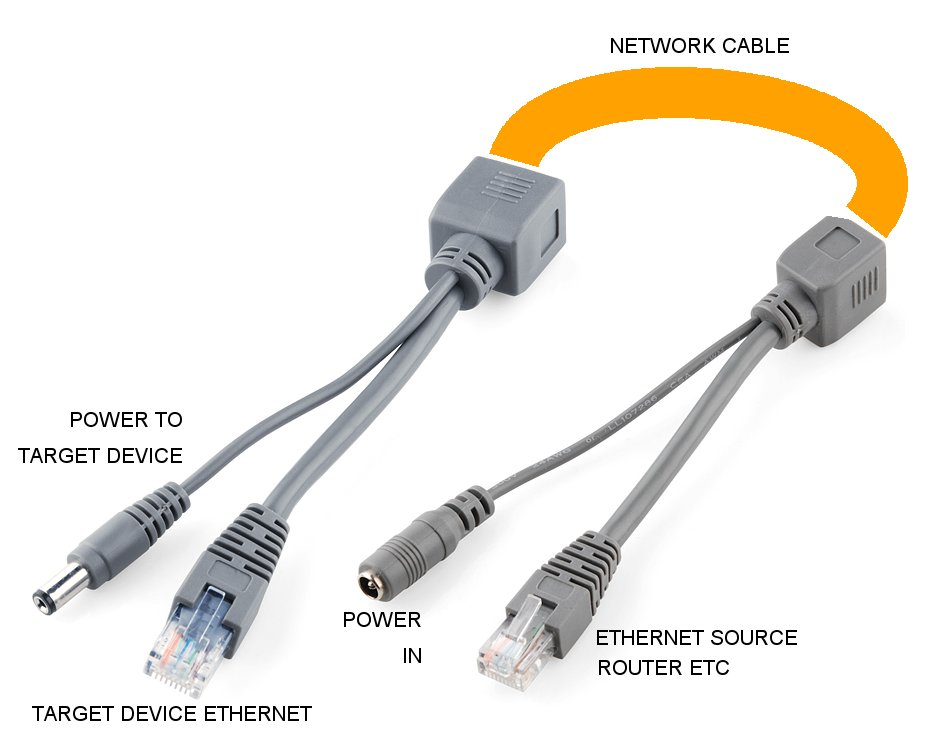 NETWORK CABLE
POWER TO
TARGET DEVICE
POWER
IN
ETHERNET SOURCE
ROUTER ETC
TARGET DEVICE ETHERNET